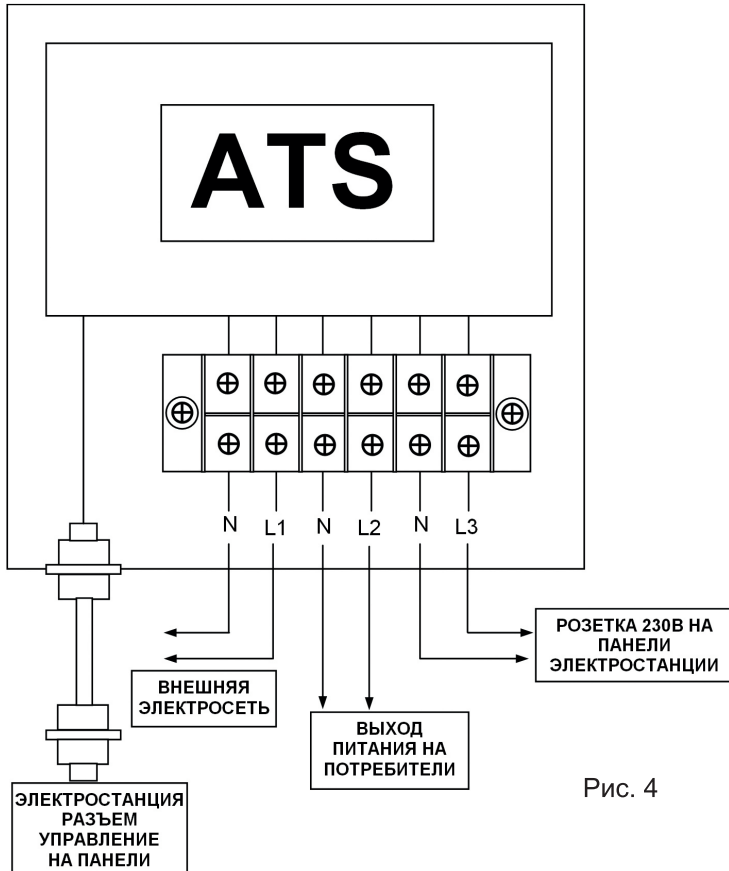 ATS
N L1 N L2 N L3
РОЗЕТКА 230В НА
ПАНЕЛИ
ЭЛЕКТРОСТАНЦИИ
ВНЕШНЯЯ
ЭЛЕКТРОСЕТЬ
ВЫХОД
ПИТАНИЯ НА
ПОТРЕБИТЕЛИ
ЭЛЕКТРОСТАНЦИЯ
РАЗЪЕМ
УПРАВЛЕНИЕ
НА ПАНЕЛИ
Рис. 4